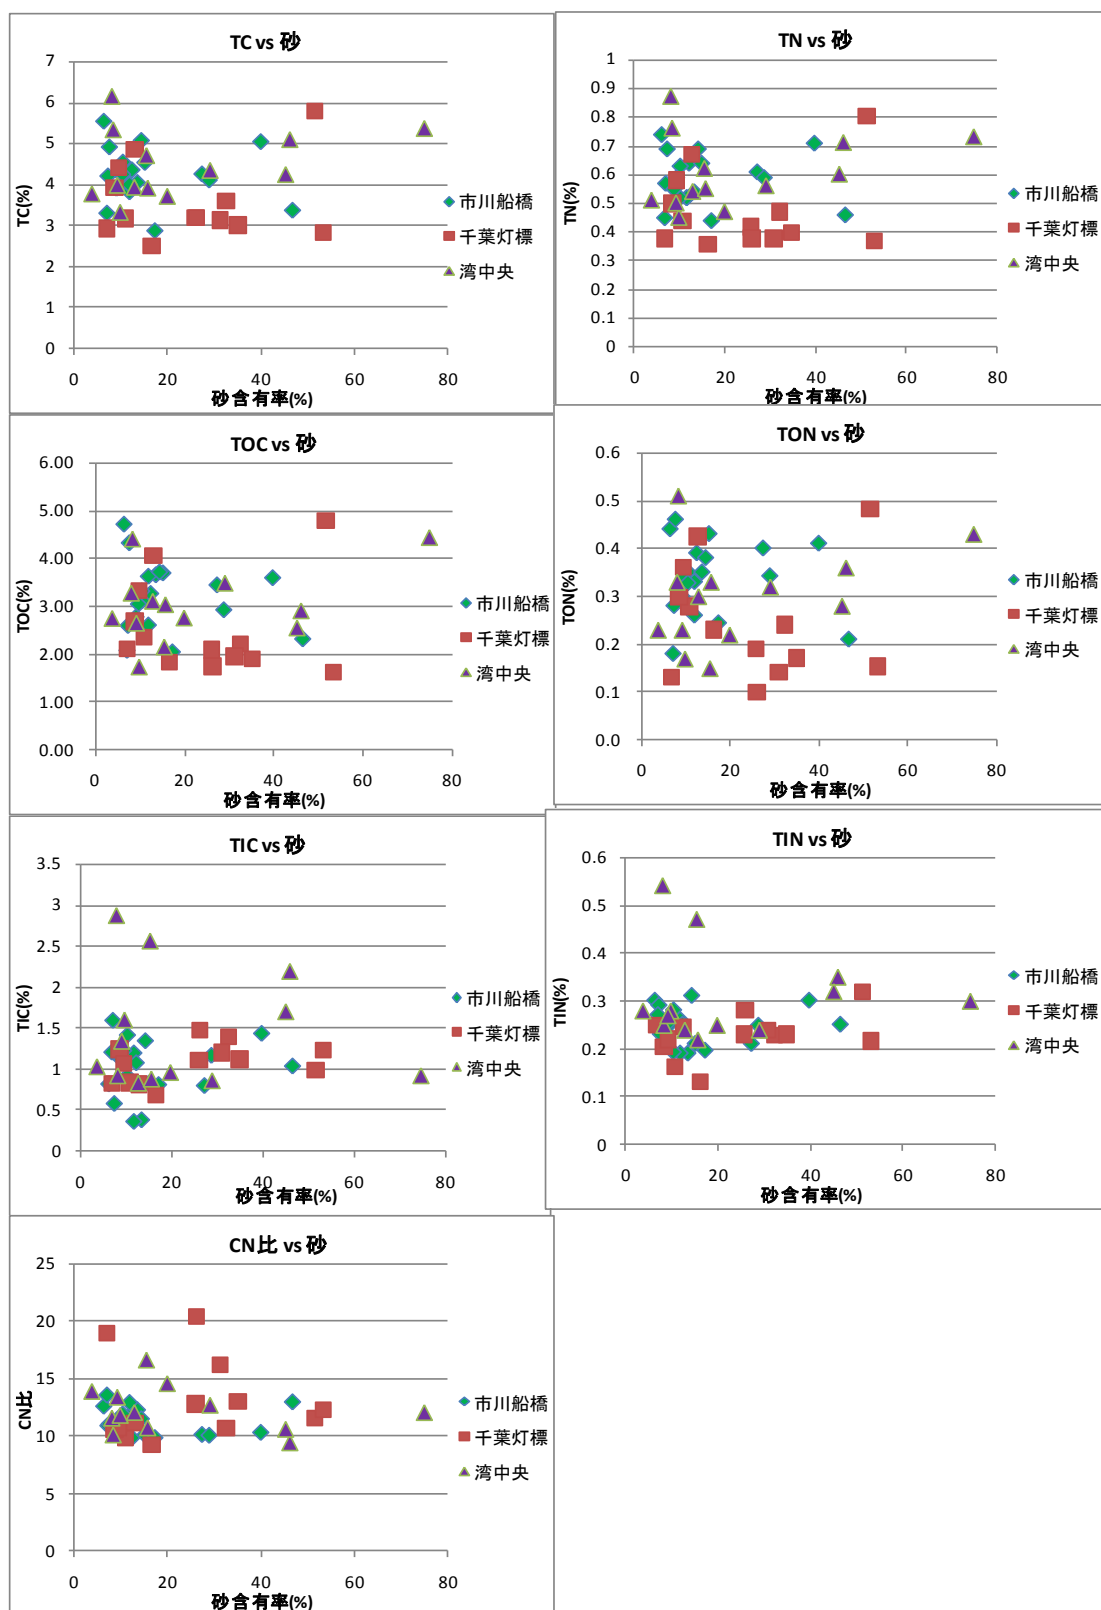 TC vs 砂
7
6
5
4
3
2
1
0
TC(%)
0 20 40 60 80
砂含有率(%)
市川船橋
千葉灯標
湾中央
TN vs 砂
1
0.9
0.8
0.7
0.6
0.5
0.4
0.3
0.2
0.1
0
TN(%)
0 20 40 60 80
砂含有率(%)
市川船橋
千葉灯標
湾中央
TOC vs 砂
6.00
5.00
4.00
3.00
2.00
1.00
0.00
TOC(%)
0 20 40 60 80
砂含有率(%)
市川船橋
千葉灯標
湾中央
TON vs 砂
0.6
0.5
0.4
0.3
0.2
0.1
0.0
TON(%)
0 20 40 60 80
砂含有率(%)
市川船橋
千葉灯標
湾中央
TIC vs 砂
3.5
3
2.5
2
1.5
1
0.5
0
TIC(%)
0 20 40 60 80
砂含有率(%)
市川船橋
千葉灯標
湾中央
TIN vs 砂
0.6
0.5
0.4
0.3
0.2
0.1
0
TIN(%)
0 20 40 60 80
砂含有率(%)
市川船橋
千葉灯標
湾中央
CN比 vs 砂
25
20
15
10
5
0
CN比
0 20 40 60 80
砂含有率(%)
市川船橋
千葉灯標
湾中央